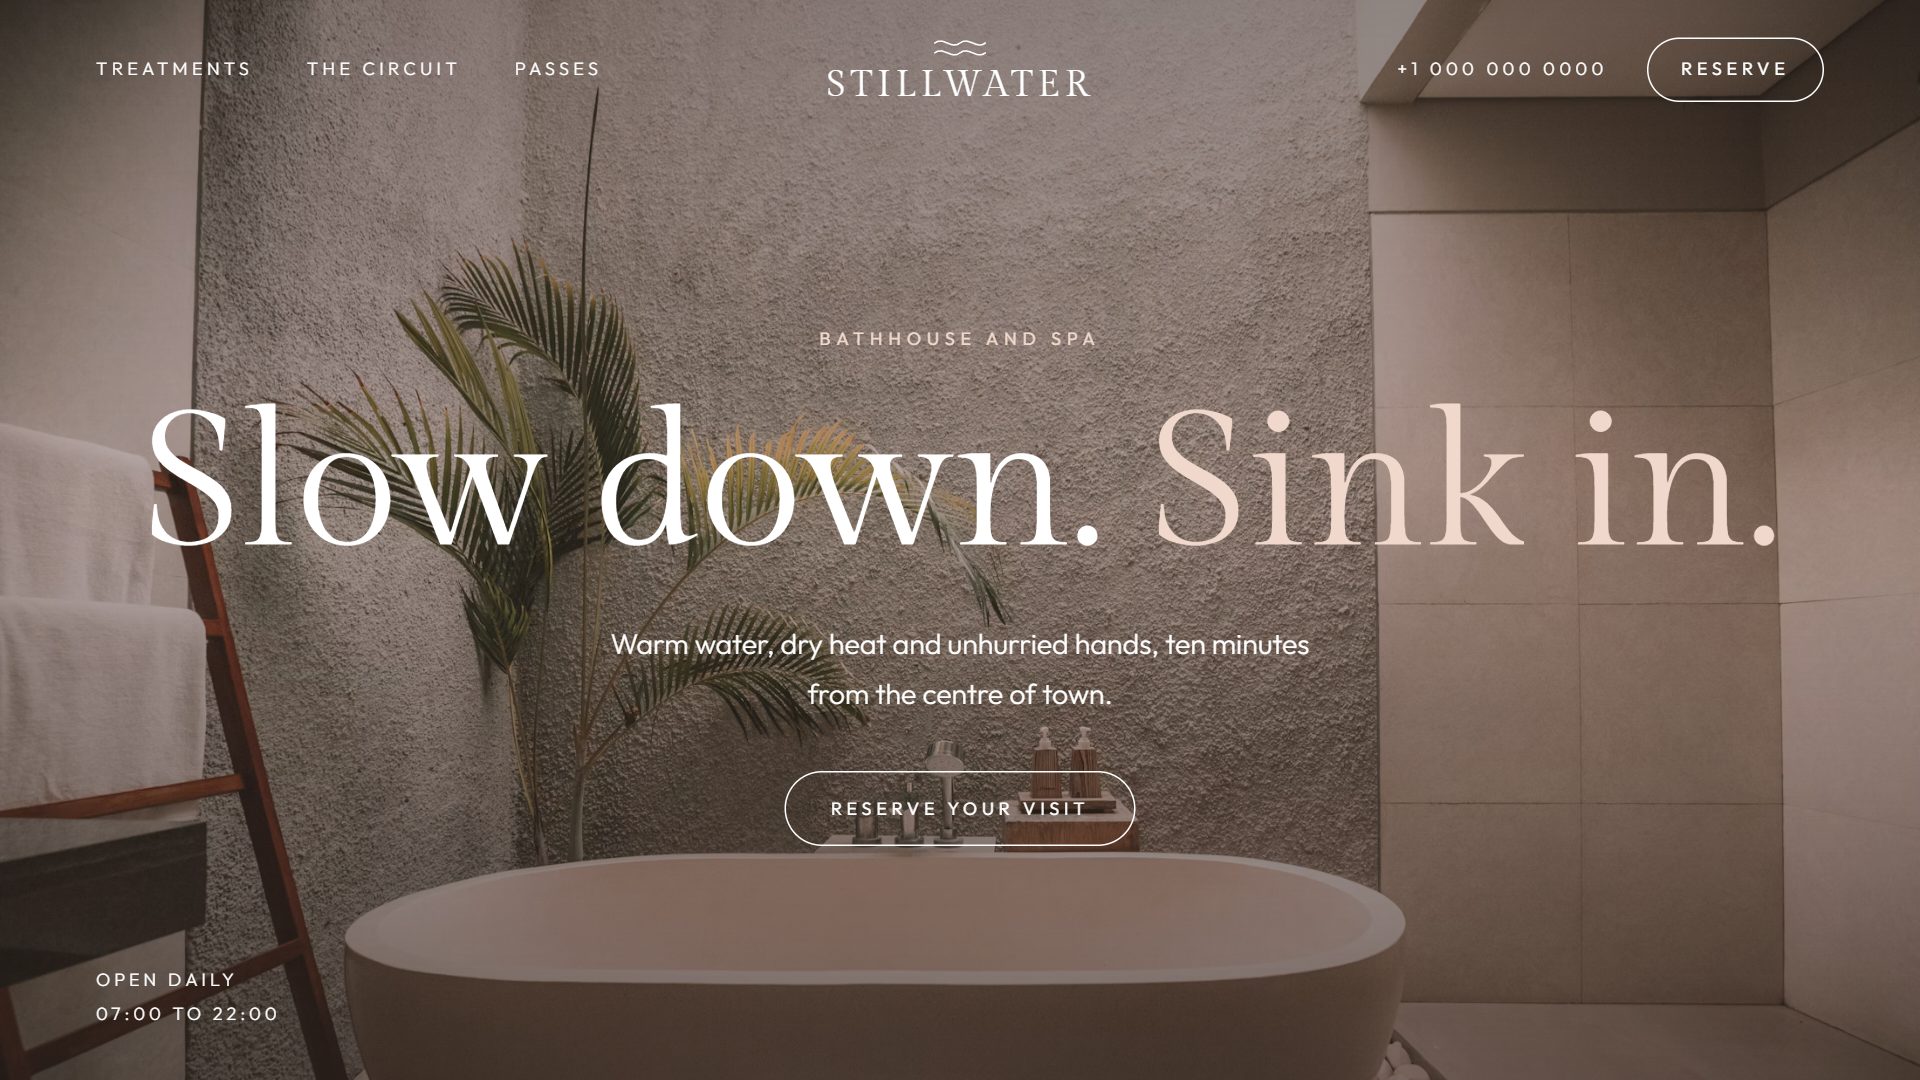 TREATMENTS THE CIRCUIT PASSES
STILLWATER
+1 000 000 0000
RESERVE
BATHHOUSE AND SPA
Slow down. Sink in.
Warm water, dry heat and unhurried hands, ten minutes
from the centre of town.
RESERVE YOUR VISIT
OPEN DAILY
07:00 TO 22:00